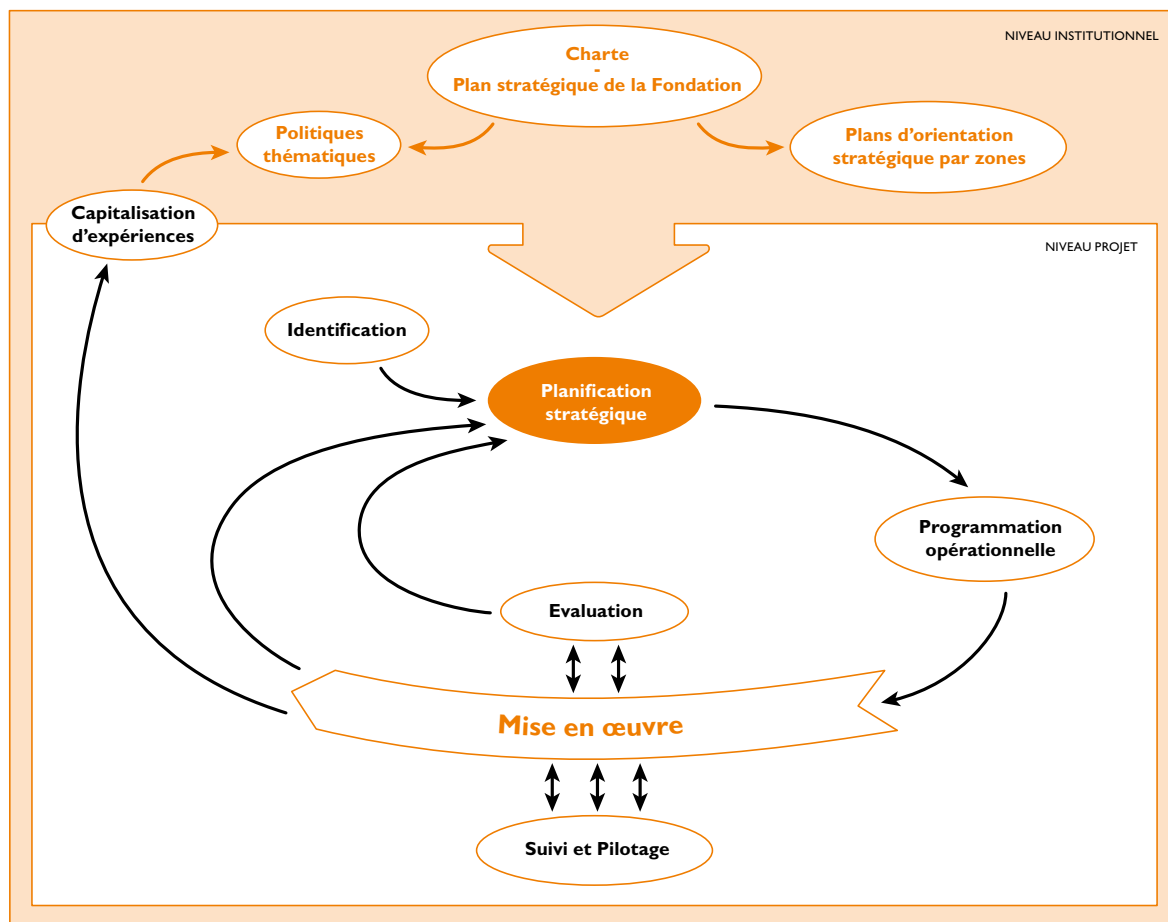 NIVEAU INSTITUTIONNEL
Charte
-
Plan stratégique de la Fondation
Politiques
thématiques
Plans d’orientation
stratégique par zones
Capitalisation
d’expériences
NIVEAU PROJET
Identification
Planification
stratégique
Programmation
opérationnelle
Evaluation
Mise en œuvre
Suivi et Pilotage